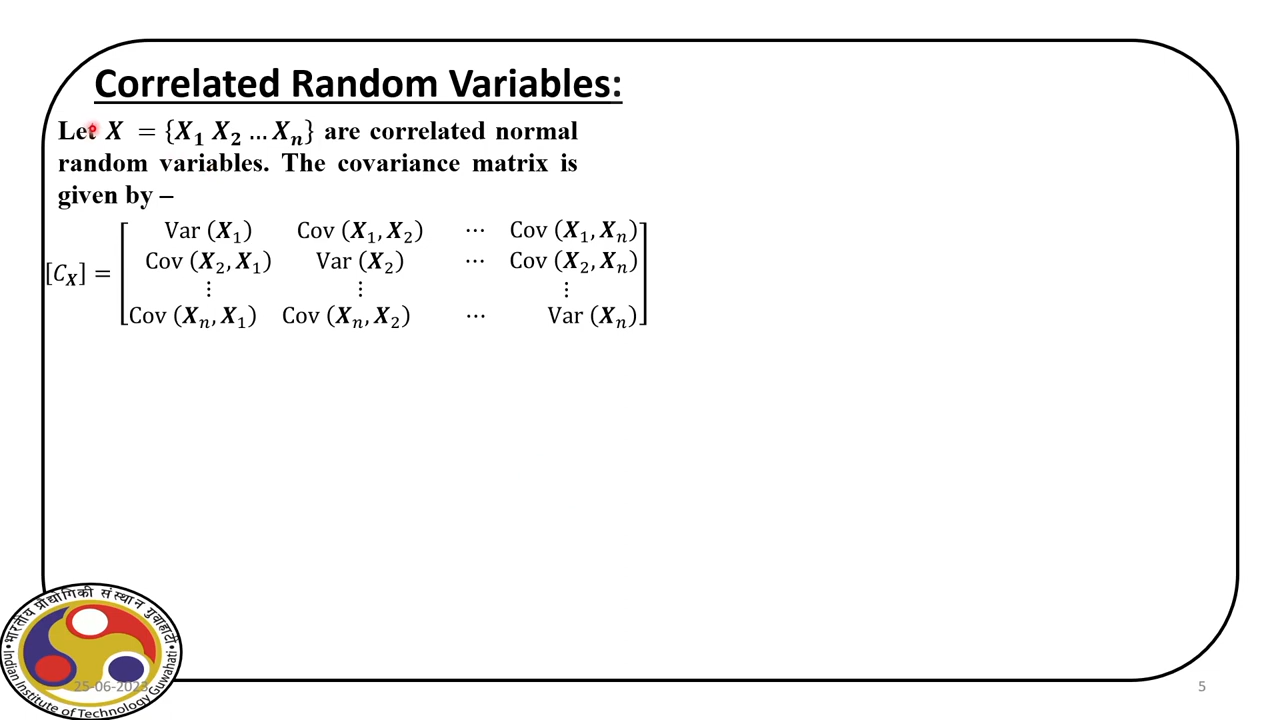 Correlated Random Variables:
Let X = {X₁ X₂ … Xₙ} are correlated normal
random variables. The covariance matrix is
given by –
[C_X] = [ Var (X₁) Cov (X₁, X₂) ⋯ Cov (X₁, Xₙ)
Cov (X₂, X₁) Var (X₂) ⋯ Cov (X₂, Xₙ)
⋮ ⋮ ⋮
Cov (Xₙ, X₁) Cov (Xₙ, X₂) ⋯ Var (Xₙ) ]
भारतीय प्रौद्योगिकी संस्थान गुवाहाटी
Indian Institute of Technology Guwahati
25-06-2023
5